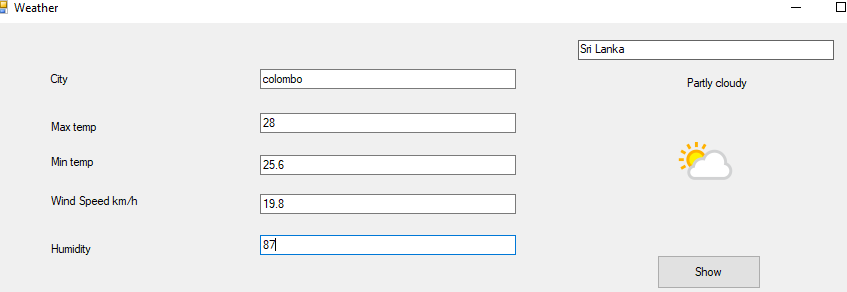 Weather
Sri Lanka
City
colombo
Partly cloudy
Max temp
28
Min temp
25.6
Wind Speed km/h
19.8
Humidity
87
Show